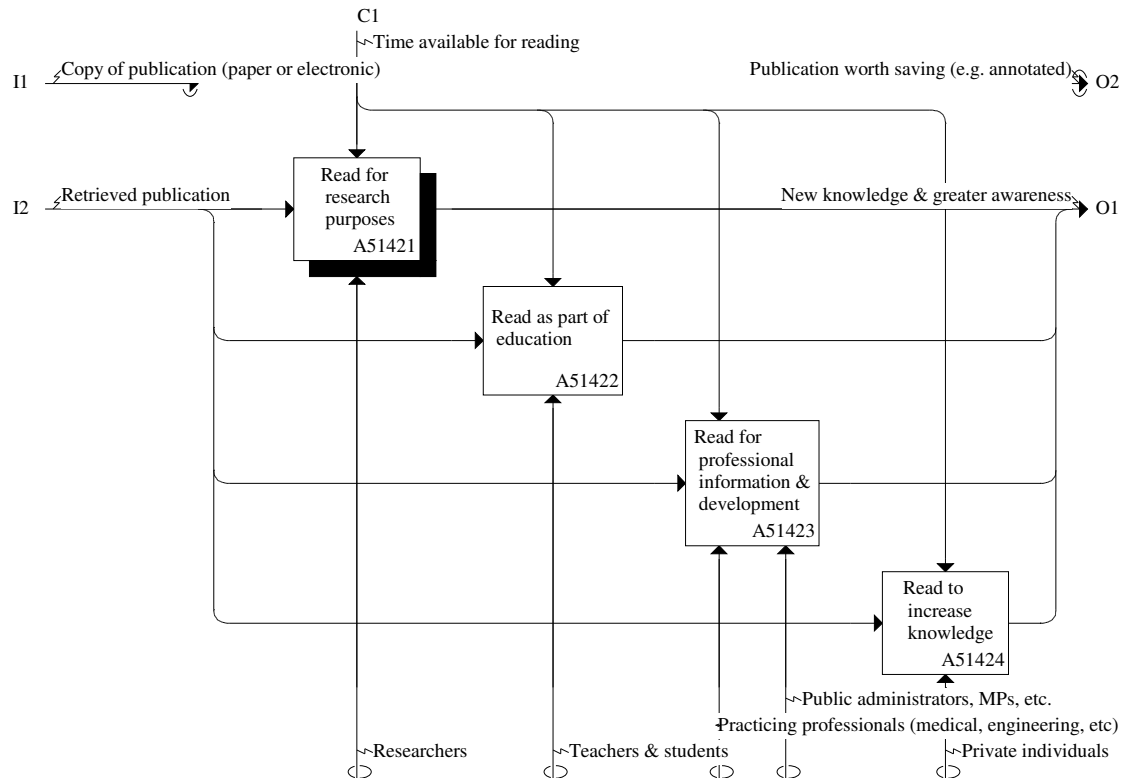 C1
Time available for reading
I1
Copy of publication (paper or electronic)
Publication worth saving (e.g. annotated)
O2
Read for
research
purposes
A51421
I2
Retrieved publication
New knowledge & greater awareness
O1
Read as part of
education
A51422
Read for
professional
information &
development
A51423
Read to
increase
knowledge
A51424
Public administrators, MPs, etc.
Practicing professionals (medical, engineering, etc)
Researchers
Teachers & students
Private individuals